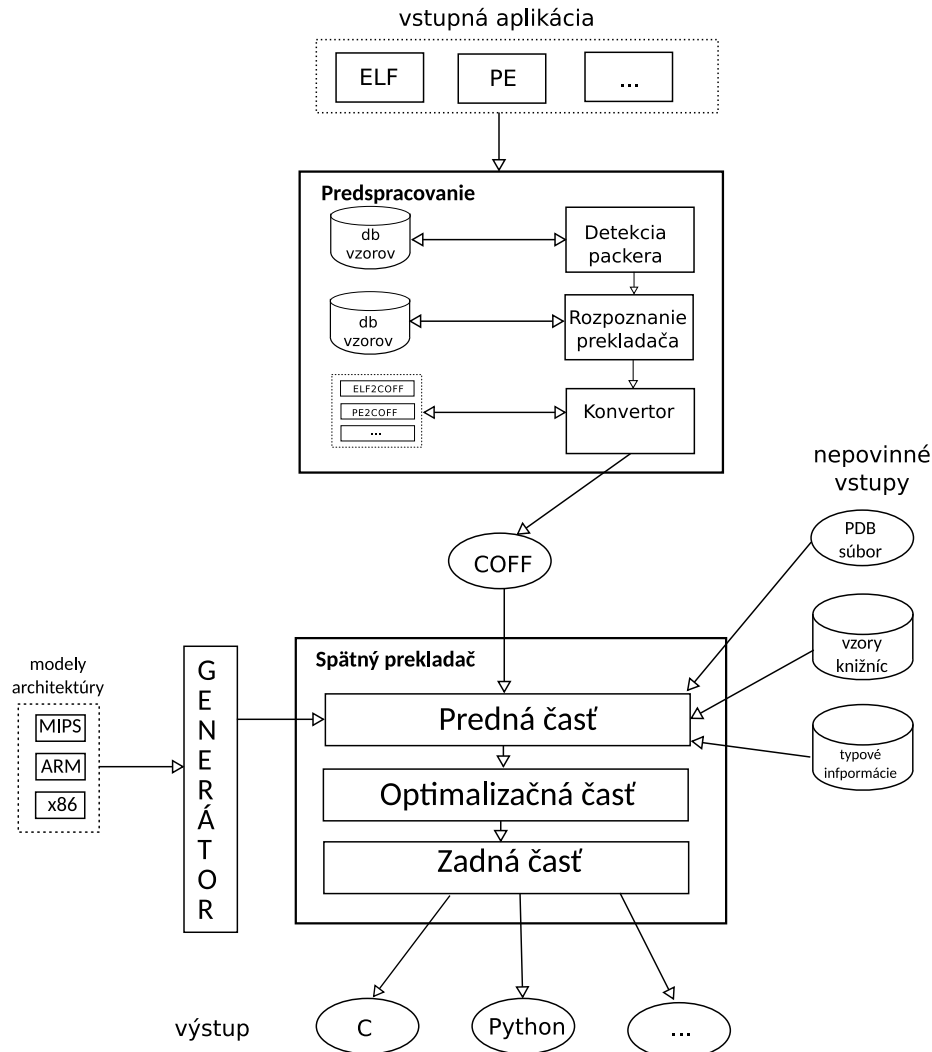 vstupná aplikácia
ELF
PE
...
Predspracovanie
db
vzorov
Detekcia
packera
db
vzorov
Rozpoznanie
prekladača
ELF2COFF
PE2COFF
...
Konvertor
nepovinné
vstupy
PDB
súbor
COFF
vzory
knižníc
modely
architektúry
MIPS
ARM
x86
GENERÁTOR
Spätný prekladač
Predná časť
typové
infpormácie
Optimalizačná časť
Zadná časť
výstup
C
Python
...